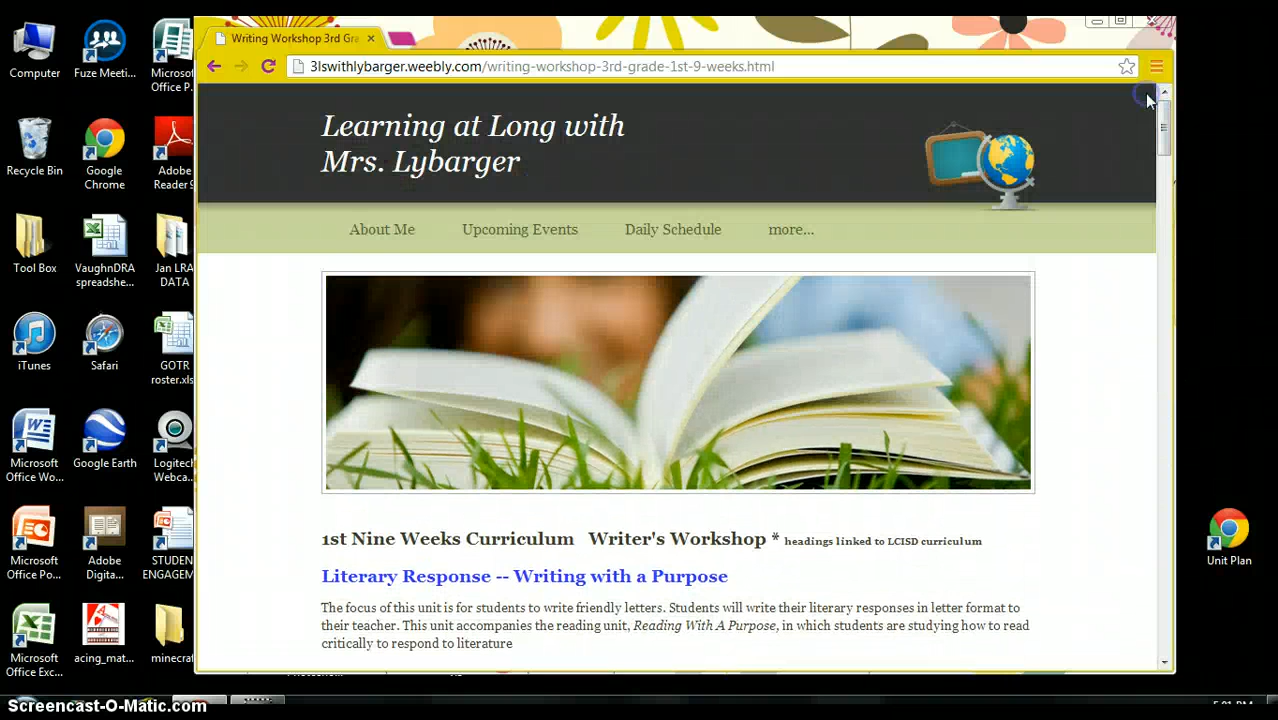 Computer
Fuze Meeti...
Microsof
Office P.
Recycle Bin
Google
Chrome
Adobe
Reader 9
Tool Box
VaughnDRA
spreadshe...
Jan LRA
DATA
iTunes
Safari
GOTR
roster.xls
Microsoft
Office Wo...
Google Earth
Logitech
Webca..
Microsoft
Office Po...
Adobe
Digita...
STUDEN
ENGAGEM
Microsoft
Office Exc...
acing_mat...
minecraf
Unit Plan
Writing Workshop 3rd Gra
3lswithlybarger.weebly.com/writing-workshop-3rd-grade-1st-9-weeks.html
Learning at Long with
Mrs. Lybarger
About Me Upcoming Events Daily Schedule more...
1st Nine Weeks Curriculum Writer's Workshop * headings linked to LCISD curriculum
Literary Response -- Writing with a Purpose
The focus of this unit is for students to write friendly letters. Students will write their literary responses in letter format to
their teacher. This unit accompanies the reading unit, Reading With A Purpose, in which students are studying how to read
critically to respond to literature
Screencast-O-Matic.com